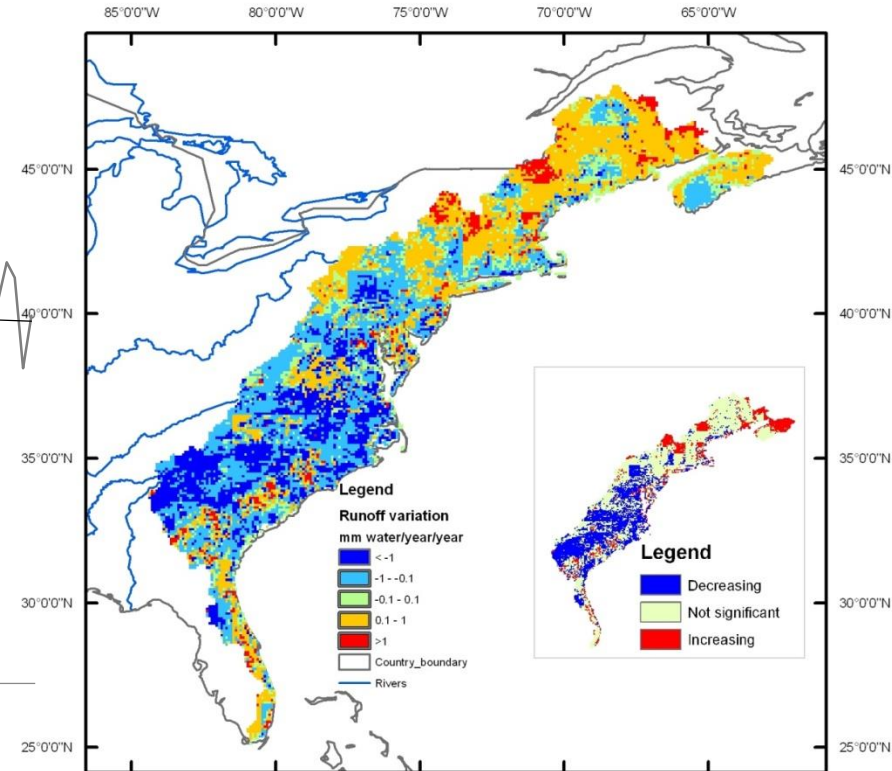 85°0'0"W 80°0'0"W 75°0'0"W 70°0'0"W 65°0'0"W
45°0'0"N 45°0'0"N
40°0'0"N 40°0'0"N
35°0'0"N 35°0'0"N
Legend
Runoff variation
mm water/year/year
< -1
-1 - -0.1
-0.1 - 0.1
0.1 - 1
>1
Country_boundary
Rivers
Legend
Decreasing
Not significant
Increasing
30°0'0"N 30°0'0"N
25°0'0"N 25°0'0"N